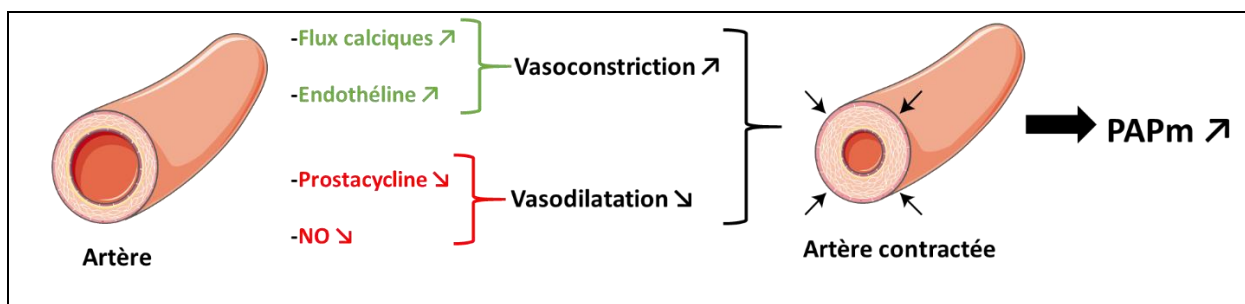 -Flux calciques ↗
-Endothéline ↗
Vasoconstriction ↗
-Prostacycline ↘
-NO ↘
Vasodilatation ↘
Artère
Artère contractée
PAPm ↗